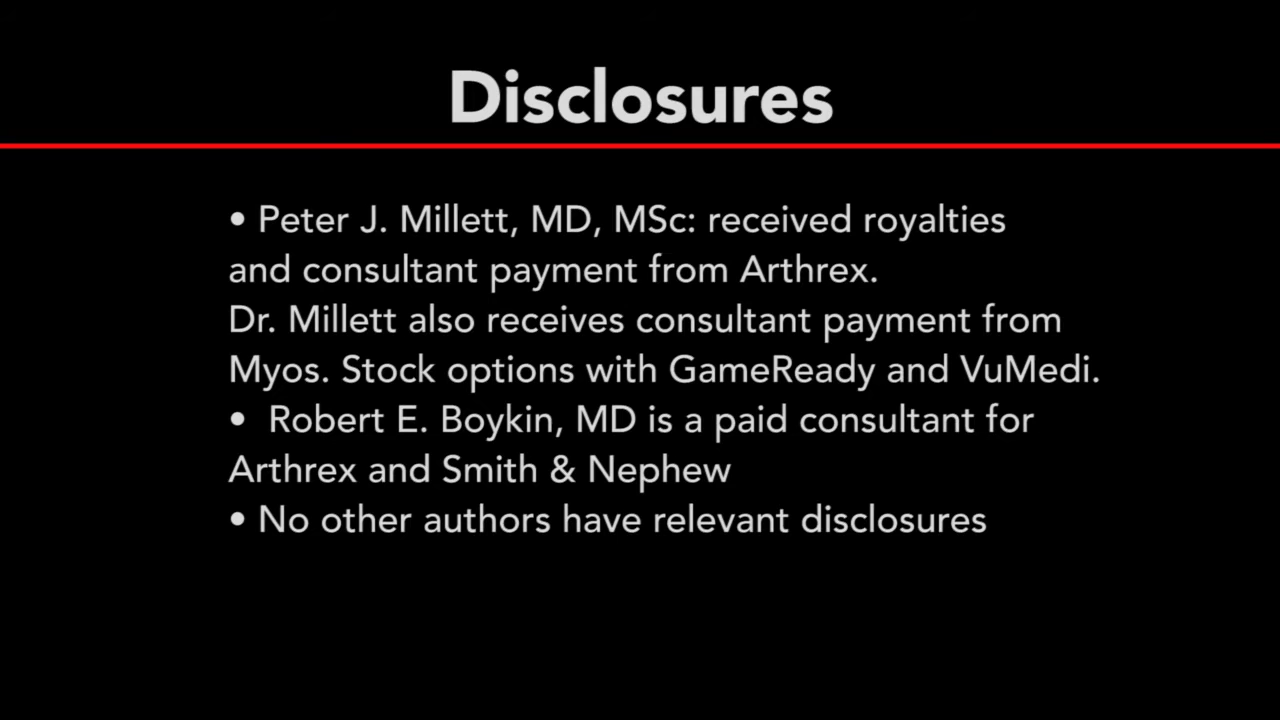 Disclosures
• Peter J. Millett, MD, MSc: received royalties
and consultant payment from Arthrex.
Dr. Millett also receives consultant payment from
Myos. Stock options with GameReady and VuMedi.
• Robert E. Boykin, MD is a paid consultant for
Arthrex and Smith & Nephew
• No other authors have relevant disclosures